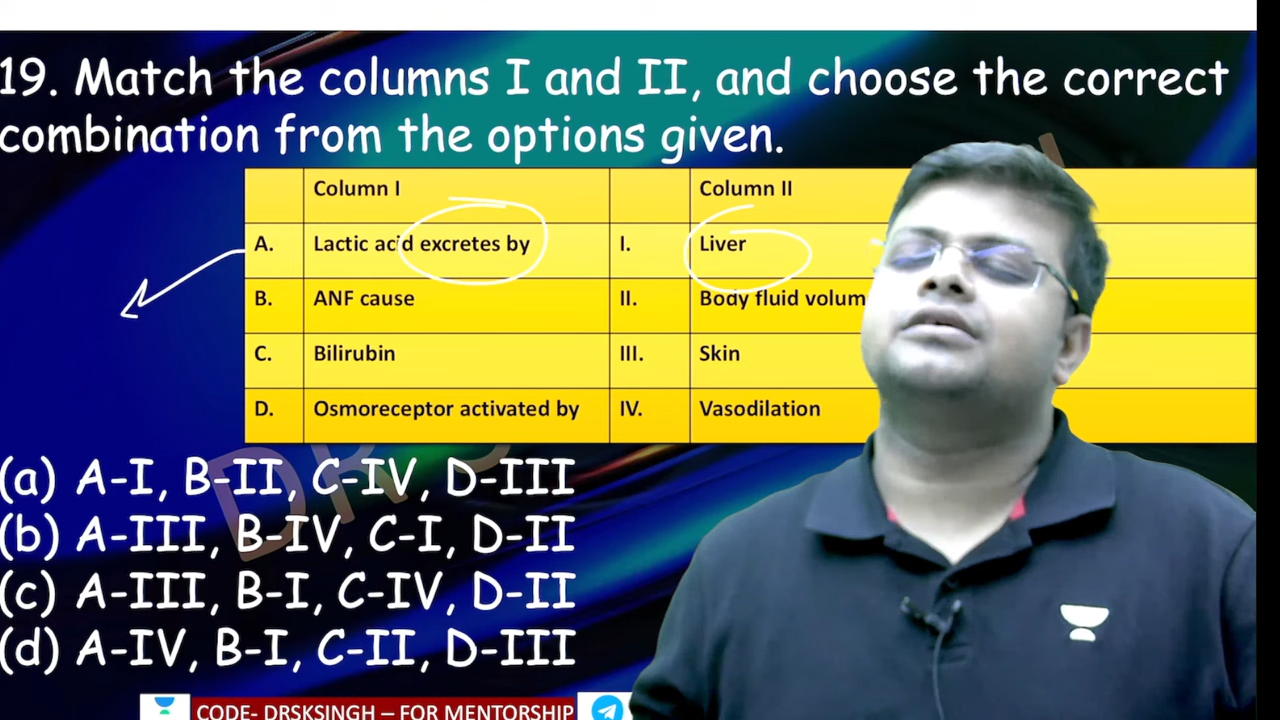 19. Match the columns I and II, and choose the correct
combination from the options given.
Column I Column II
A. Lactic acid excretes by I. Liver
B. ANF cause II. Body fluid volum
C. Bilirubin III. Skin
D. Osmoreceptor activated by IV. Vasodilation
(a) A-I, B-II, C-IV, D-III
(b) A-III, B-IV, C-I, D-II
(c) A-III, B-I, C-IV, D-II
(d) A-IV, B-I, C-II, D-III
CODE- DRSKSINGH – FOR MENTORSHIP